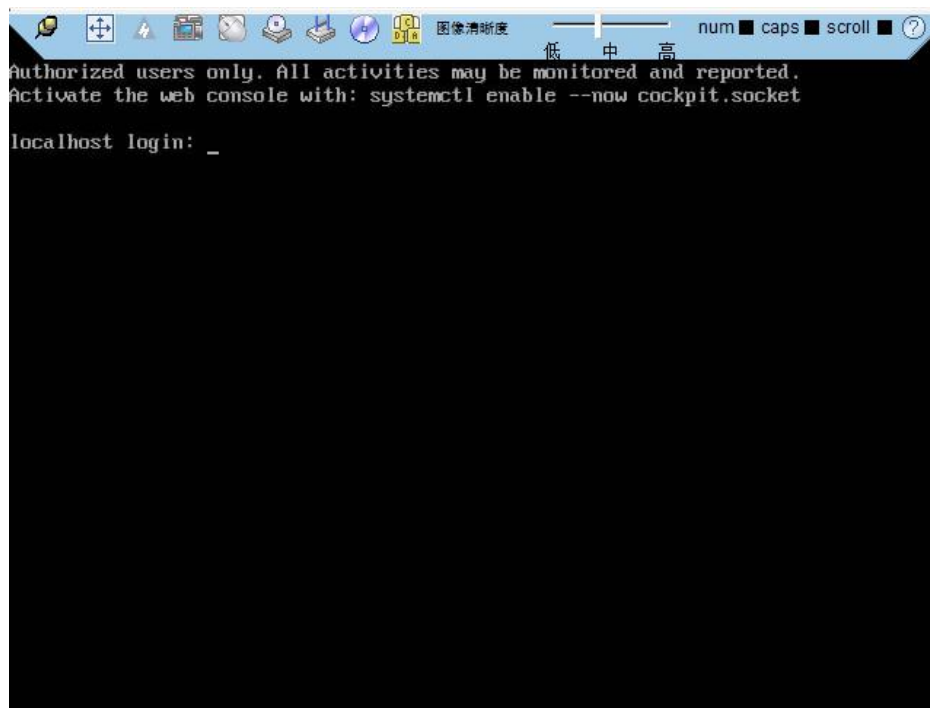 图像清晰度 低 中 高 num caps scroll ?
Authorized users only. All activities may be monitored and reported.
Activate the web console with: systemctl enable --now cockpit.socket
localhost login: _